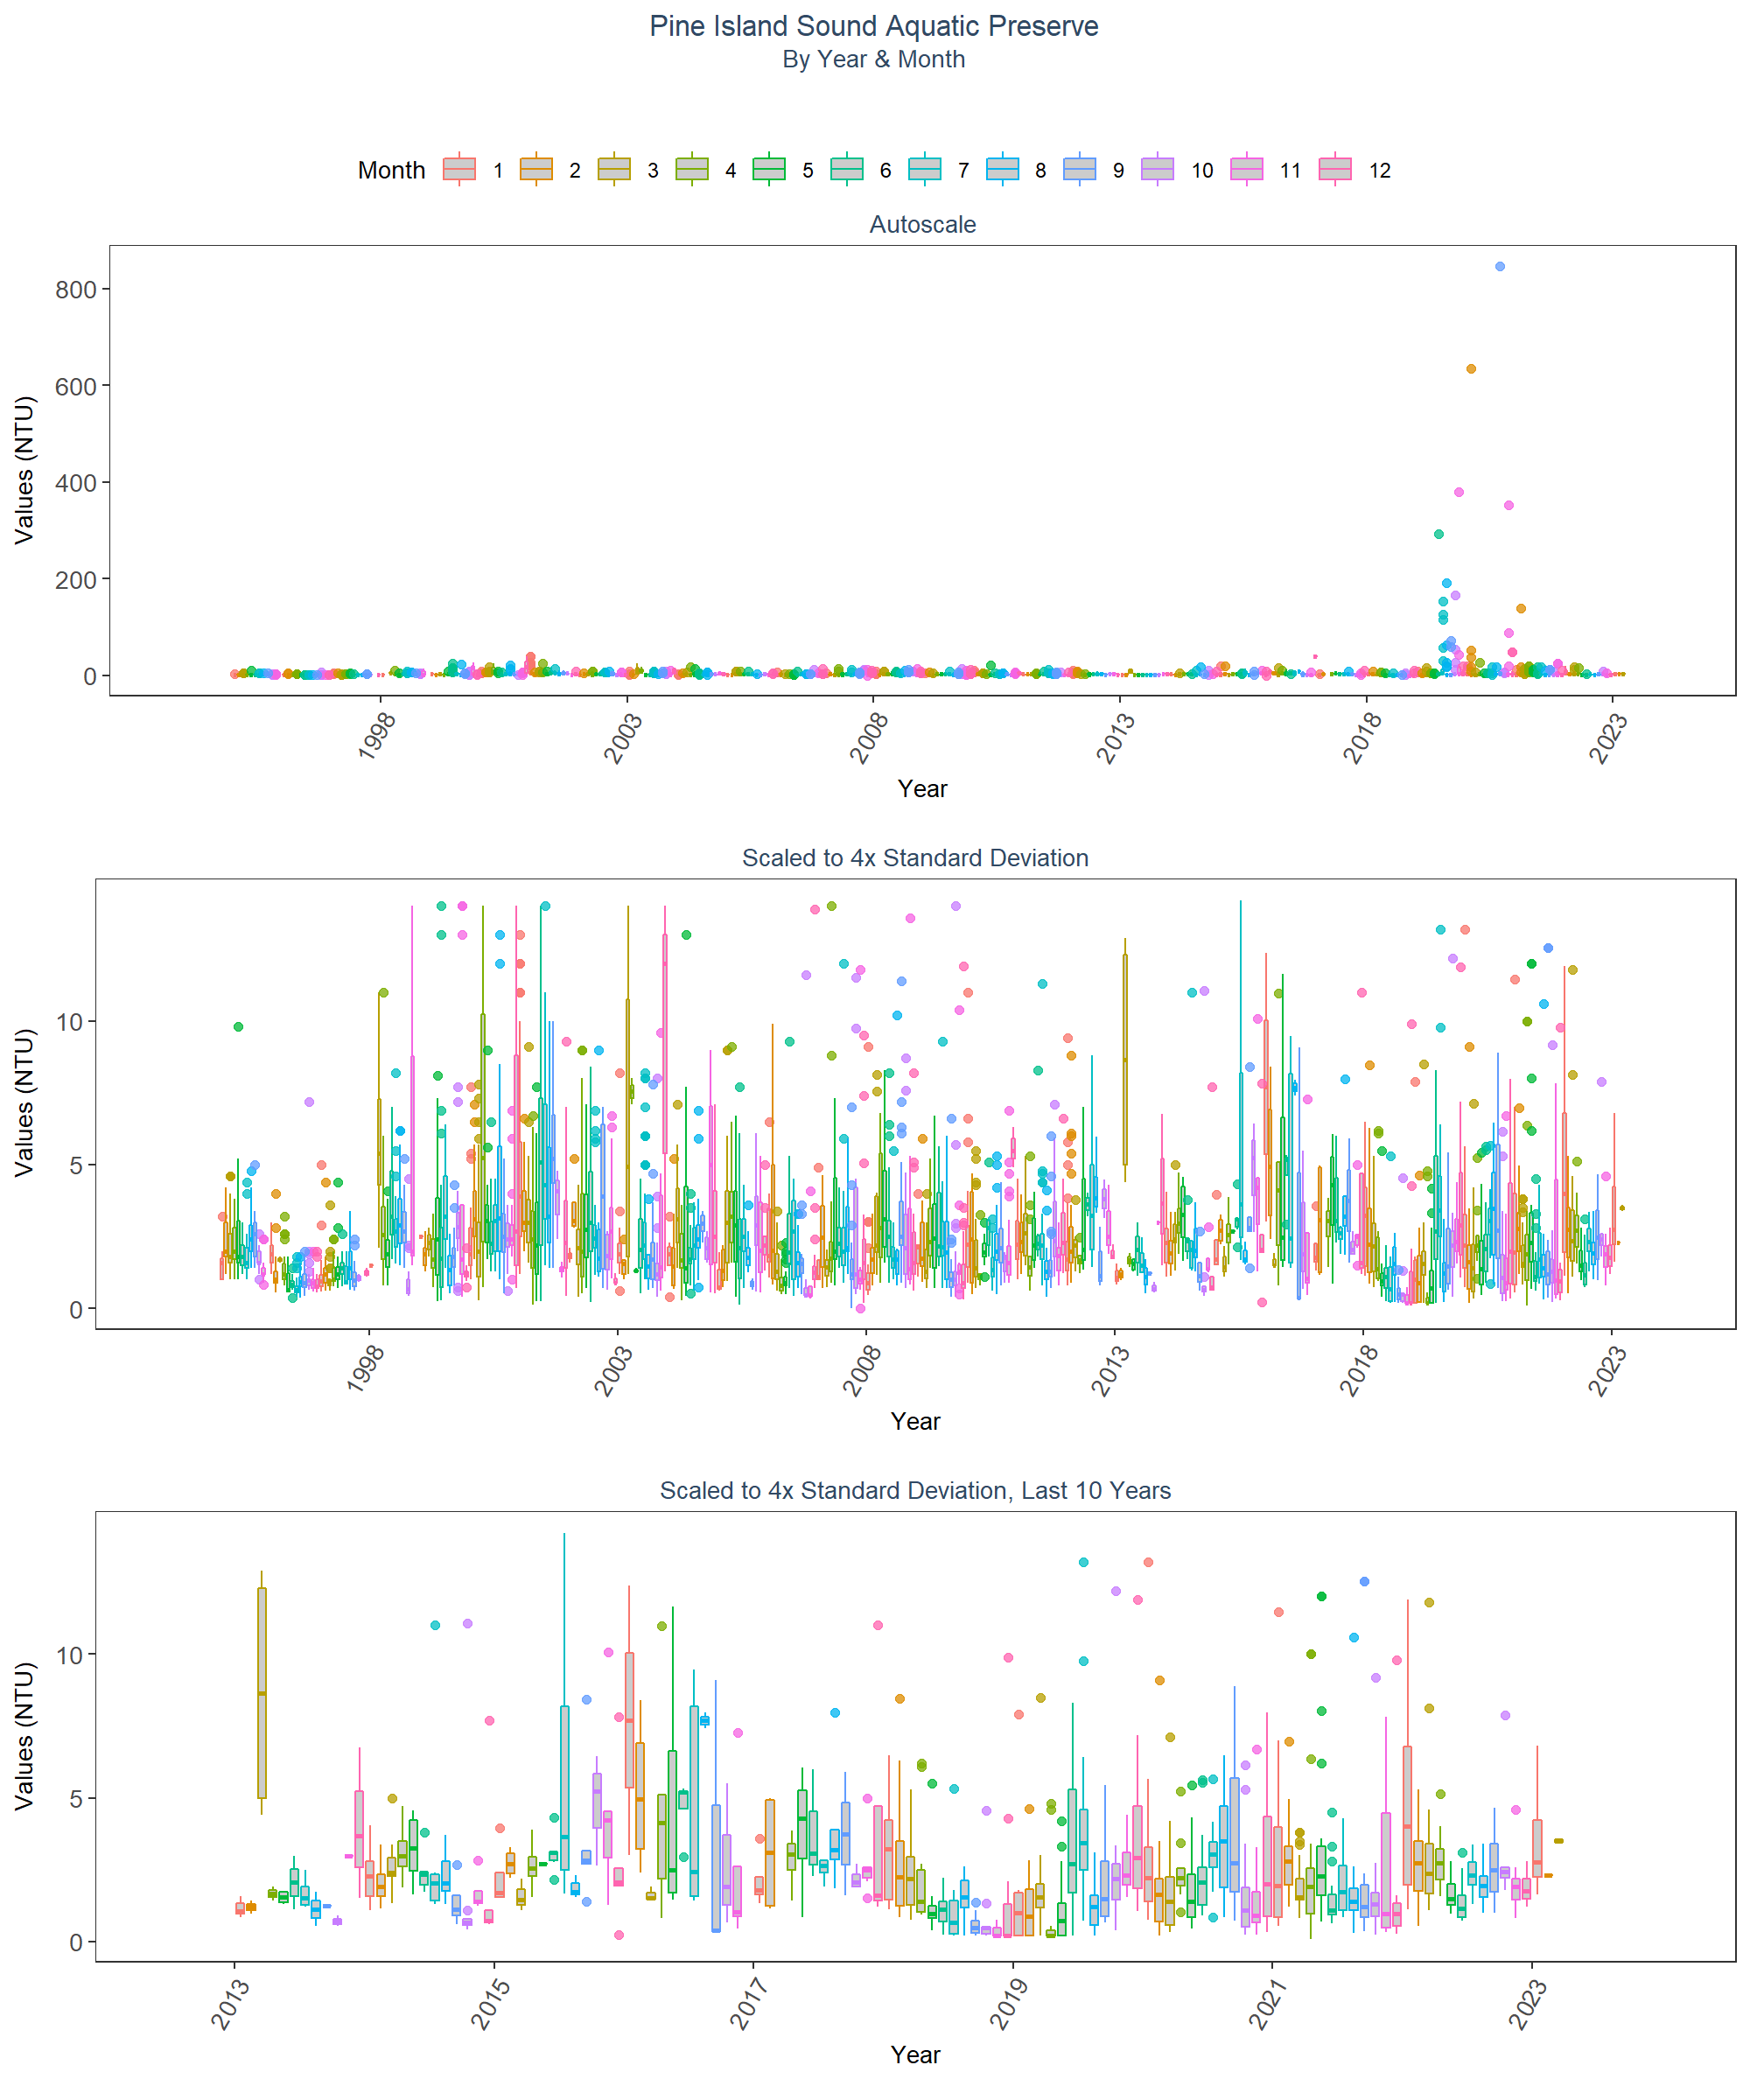 Pine Island Sound Aquatic Preserve
By Year & Month
Month 1 2 3 4 5 6 7 8 9 10 11 12
Autoscale
Values (NTU)
800
600
400
200
0
1998 2003 2008 2013 2018 2023
Year
Scaled to 4x Standard Deviation
Values (NTU)
10
5
0
1998 2003 2008 2013 2018 2023
Year
Scaled to 4x Standard Deviation, Last 10 Years
Values (NTU)
10
5
0
2013 2015 2017 2019 2021 2023
Year